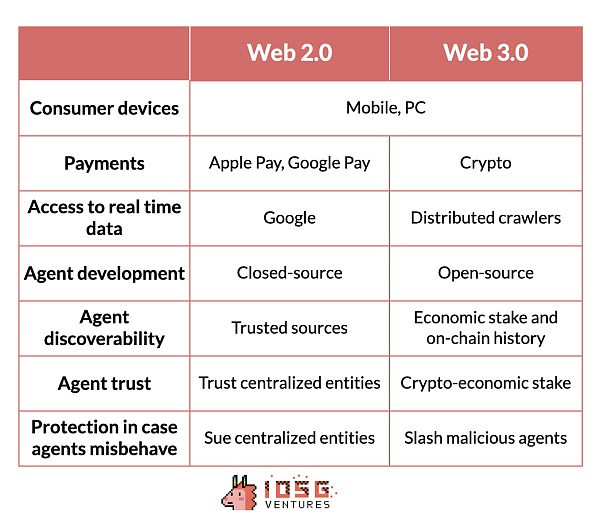 Web 2.0 Web 3.0
Consumer devices Mobile, PC
Payments Apple Pay, Google Pay Crypto
Access to real time
data Google Distributed crawlers
Agent development Closed-source Open-source
Agent
discoverability Trusted sources Economic stake and
on-chain history
Agent trust Trust centralized entities Crypto-economic stake
Protection in case
agents misbehave Sue centralized entities Slash malicious agents
IOSG
VENTURES